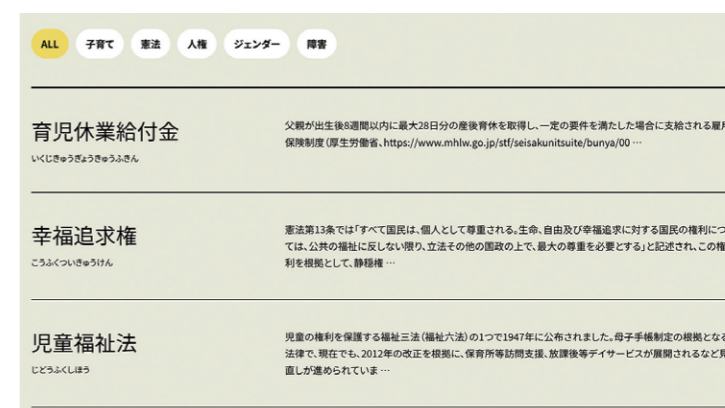 ALL 子育て 憲法 人権 ジェンダー 障害
育児休業給付金
いくじきゅうぎょうきゅうふきん
父親が出生後8週間以内に最大28日分の産後育休を取得し、一定の要件を満たした場合に支給される雇用
保険制度（厚生労働省、https://www.mhlw.go.jp/stf/seisakunitsuite/bunya/00 …
幸福追求権
こうふくついきゅうけん
憲法第13条では「すべて国民は、個人として尊重される。生命、自由及び幸福追求に対する国民の権利につ
ては、公共の福祉に反しない限り、立法その他の国政の上で、最大の尊重を必要とする」と記述され、この権
利を根拠として、静穏権 …
児童福祉法
じどうふくしほう
児童の権利を保護する福祉三法（福祉六法）の1つで1947年に公布されました。母子手帳制定の根拠となる
法律で、現在でも、2012年の改正を根拠に、保育所等訪問支援、放課後等デイサービスが展開されるなど見
直しが進められていま …